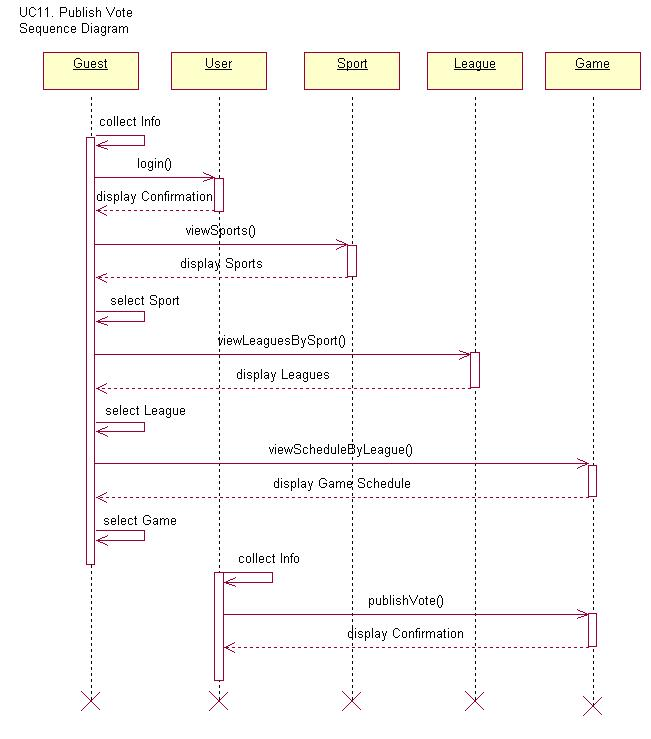 UC11. Publish Vote
Sequence Diagram
Guest
User
Sport
League
Game
collect Info
login()
display Confirmation
viewSports()
display Sports
select Sport
viewLeaguesBySport()
display Leagues
select League
viewScheduleByLeague()
display Game Schedule
select Game
collect Info
publishVote()
display Confirmation